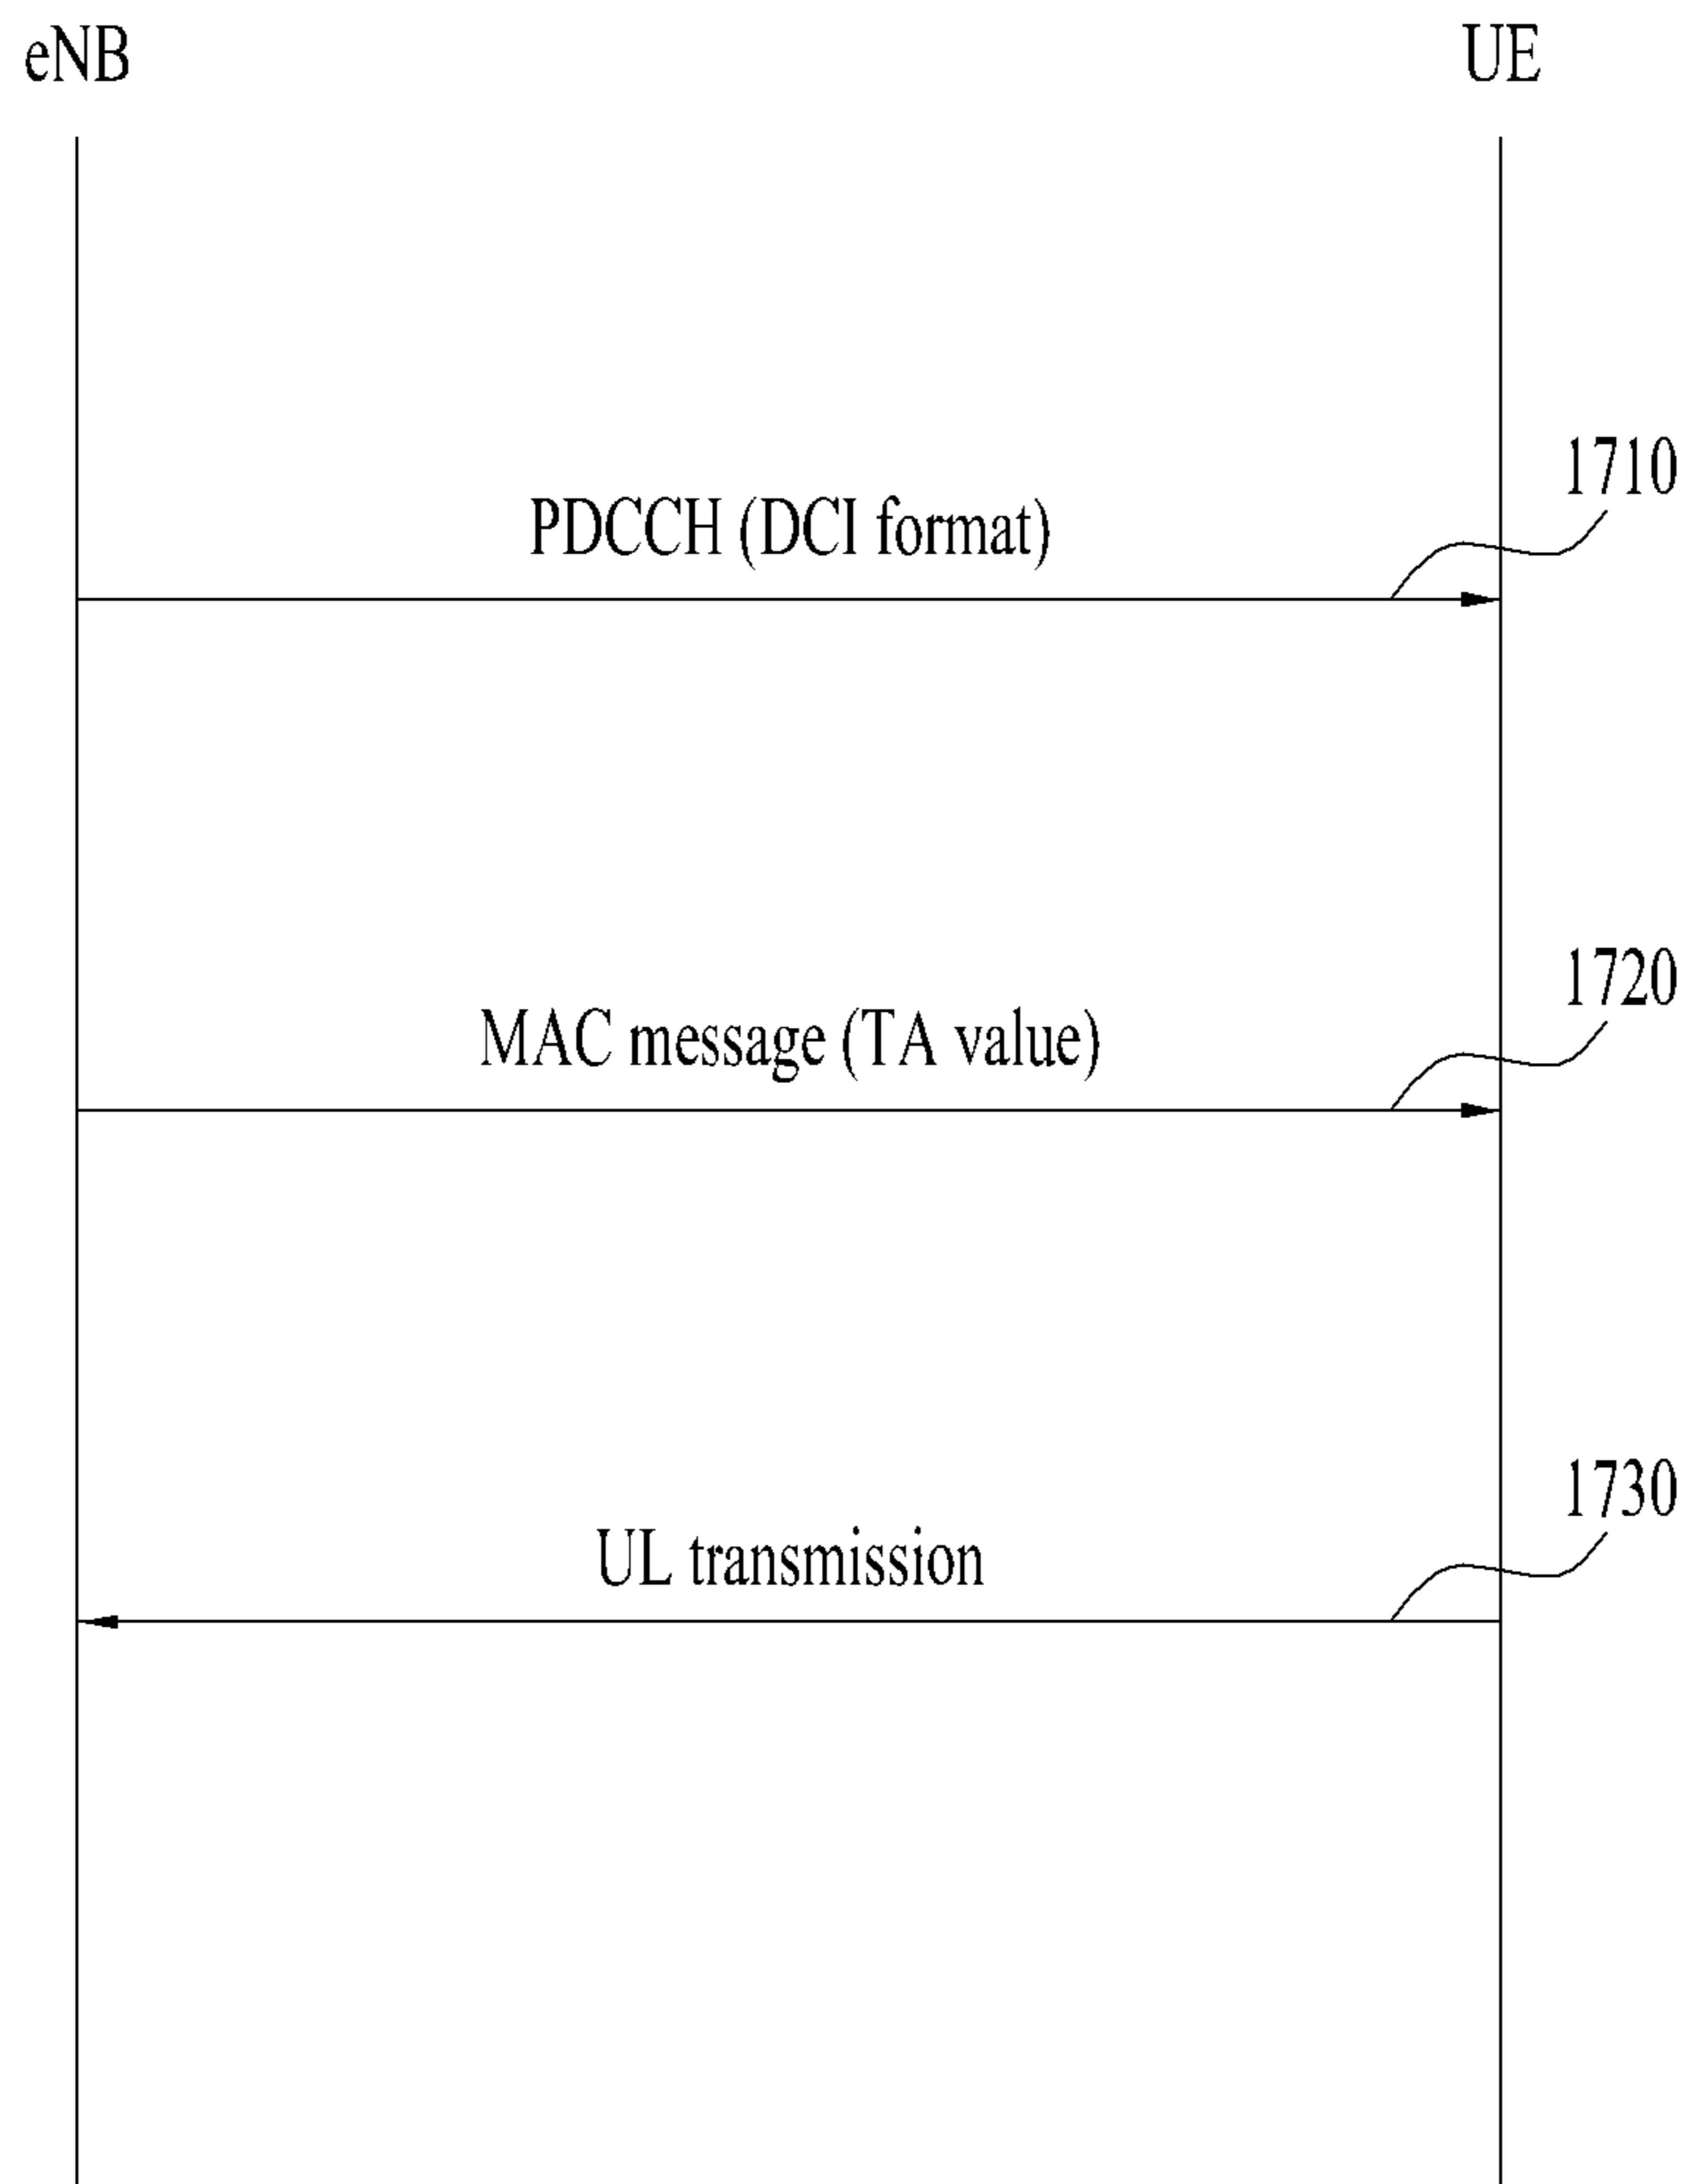 eNB
UE
1710
PDCCH (DCI format)
1720
MAC message (TA value)
1730
UL transmission